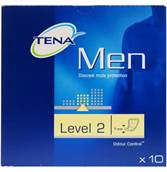 TENA
Men
Discreet male protection
Level 2
Odour Control
x 10